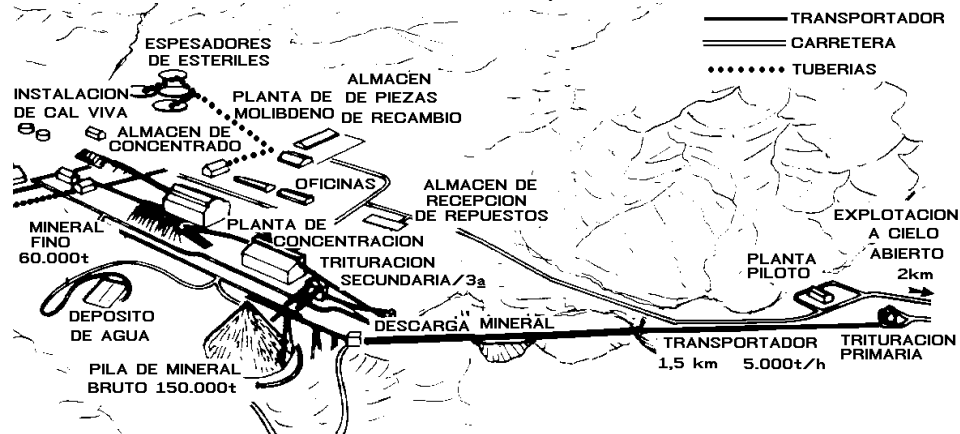 TRANSPORTADOR
CARRETERA
TUBERIAS
ESPESADORES
DE ESTERILES
INSTALACION
DE CAL VIVA
ALMACEN DE
CONCENTRADO
PLANTA DE
MOLIBDENO
ALMACEN
DE PIEZAS
DE RECAMBIO
OFICINAS
ALMACEN DE
RECEPCION
DE REPUESTOS
EXPLOTACION
A CIELO
ABIERTO
2km
PLANTA
PILOTO
MINERAL
FINO
60.000t
PLANTA DE
CONCENTRACION
TRITURACION
SECUNDARIA/3a
DEPOSITO
DE AGUA
DESCARGA MINERAL
TRANSPORTADOR
1,5 km 5.000t/h
TRITURACION
PRIMARIA
PILA DE MINERAL
BRUTO 150.000t